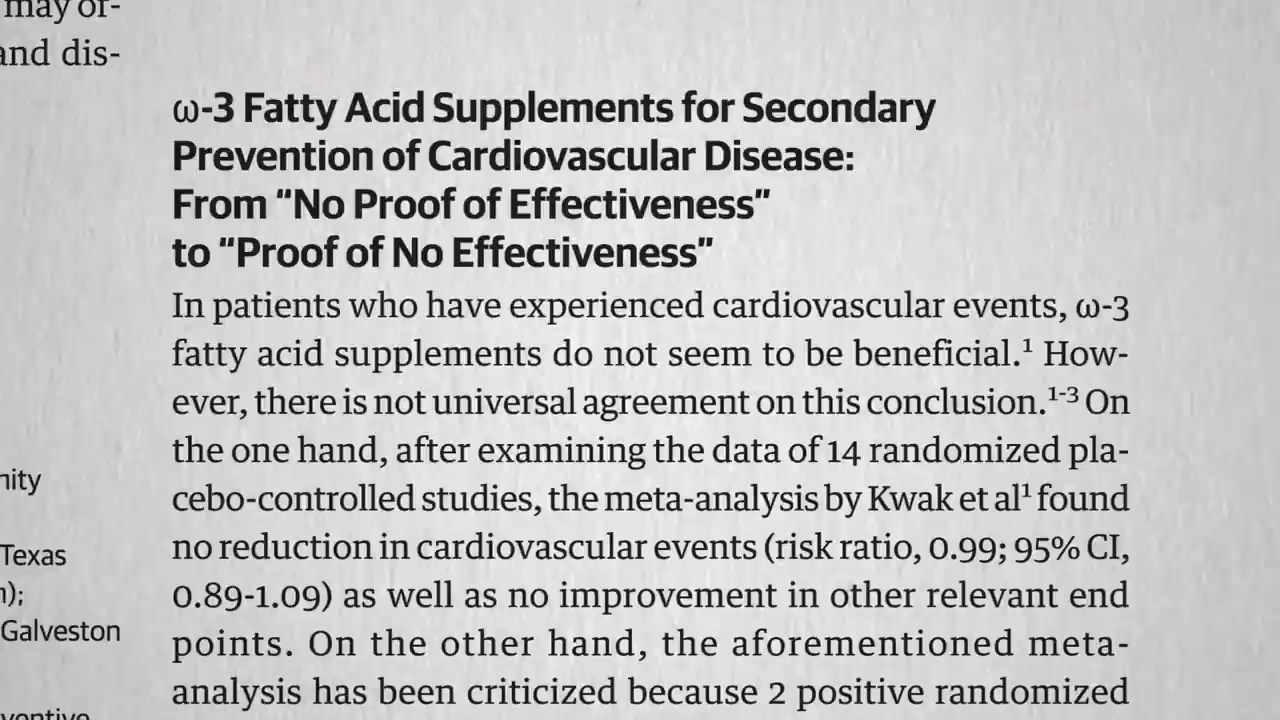 may of-
and dis-
nity
Texas
);
Galveston
ω-3 Fatty Acid Supplements for Secondary
Prevention of Cardiovascular Disease:
From “No Proof of Effectiveness”
to “Proof of No Effectiveness”
In patients who have experienced cardiovascular events, ω-3
fatty acid supplements do not seem to be beneficial.¹ How-
ever, there is not universal agreement on this conclusion.¹⁻³ On
the one hand, after examining the data of 14 randomized pla-
cebo-controlled studies, the meta-analysis by Kwak et al¹ found
no reduction in cardiovascular events (risk ratio, 0.99; 95% CI,
0.89-1.09) as well as no improvement in other relevant end
points. On the other hand, the aforementioned meta-
analysis has been criticized because 2 positive randomized